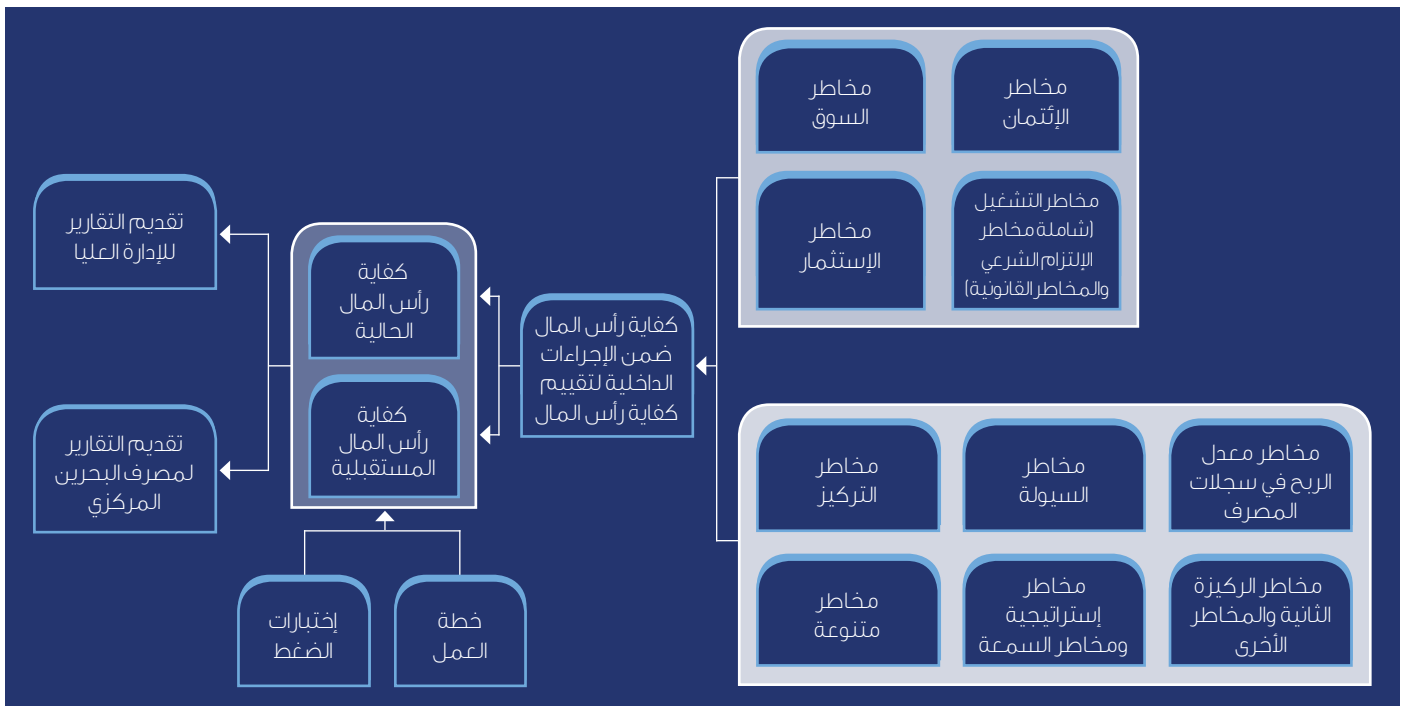 مخاطر
الإئتمان
مخاطر
السوق
مخاطر التشغيل
(شاملة مخاطر
الإلتزام الشرعي
والمخاطر القانونية)
مخاطر
الإستثمار
مخاطر معدل
الربح في سجلات
المصرف
مخاطر
السيولة
مخاطر
التركيز
مخاطر الركيزة
الثانية والمخاطر
الأخرى
مخاطر
إستراتيجية
ومخاطر السمعة
مخاطر
متنوعة
كفاية رأس المال
ضمن الإجراءات
الداخلية لتقييم
كفاية رأس المال
كفاية
رأس المال
الحالية
كفاية
رأس المال
المستقبلية
خطة
العمل
إختبارات
الضغط
تقديم التقارير
للإدارة العليا
تقديم التقارير
لمصرف البحرين
المركزي